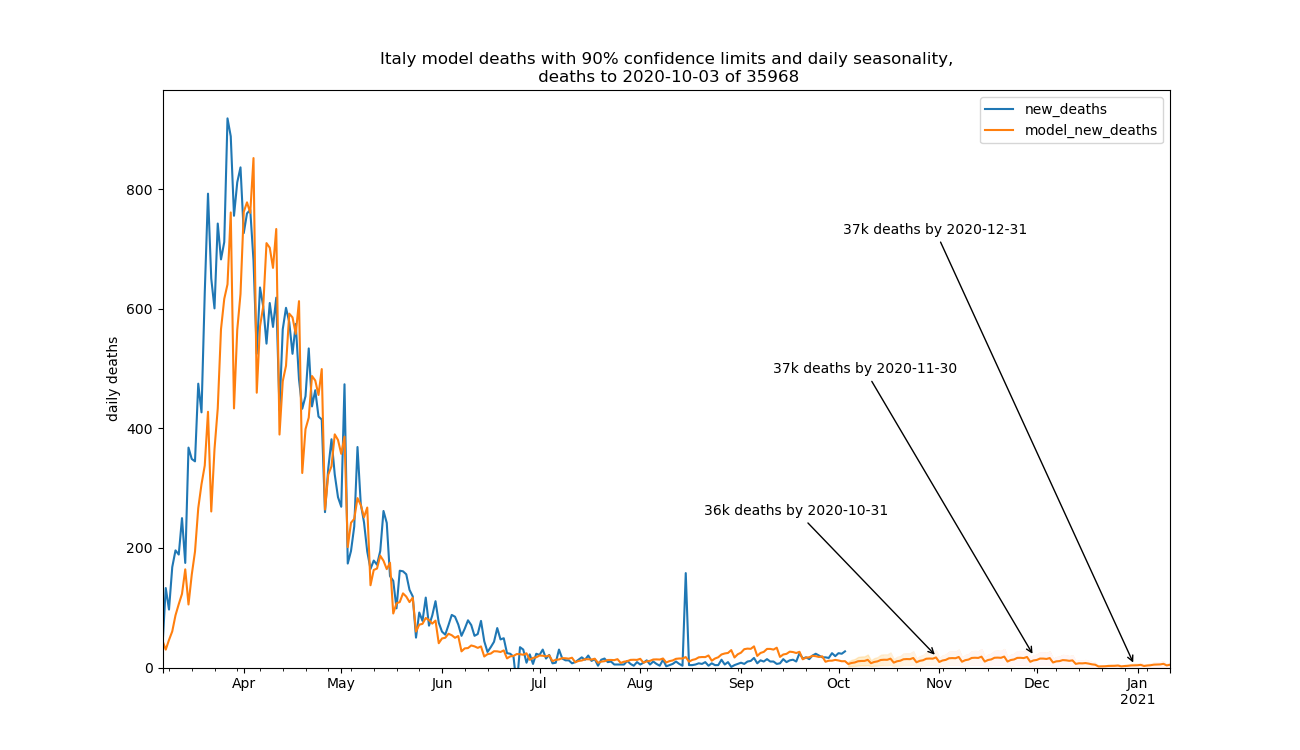 Italy model deaths with 90% confidence limits and daily seasonality,
deaths to 2020-10-03 of 35968
new_deaths
model_new_deaths
daily deaths
800
600
400
200
0
37k deaths by 2020-12-31
37k deaths by 2020-11-30
36k deaths by 2020-10-31
Apr May Jun Jul Aug Sep Oct Nov Dec Jan
2021